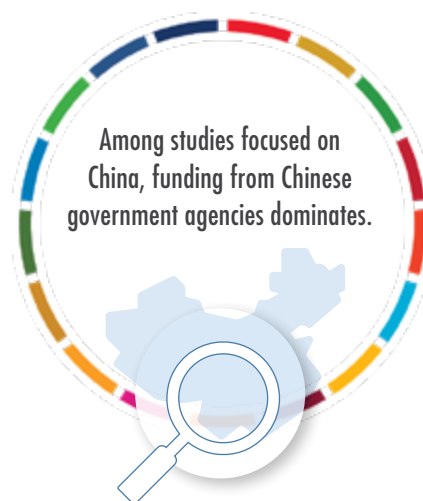 Among studies focused on
China, funding from Chinese
government agencies dominates.